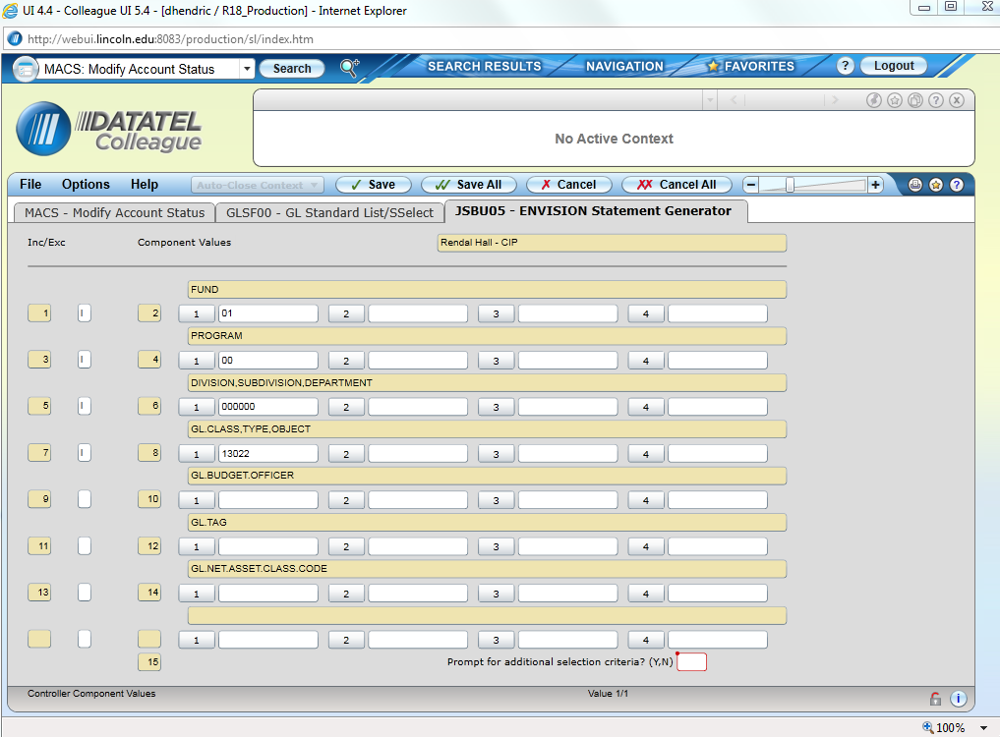 UI 4.4 - Colleague UI 5.4 - [dhendric / R18_Production] - Internet Explorer
http://webui.lincoln.edu:8083/production/sl/index.htm
MACS: Modify Account Status Search SEARCH RESULTS NAVIGATION FAVORITES ? Logout
DATATEL
Colleague
No Active Context
File Options Help Auto-Close Context Save Save All Cancel Cancel All
MACS - Modify Account Status GLSF00 - GL Standard List/SSelect JSBU05 - ENVISION Statement Generator
Inc/Exc Component Values Rendal Hall - CIP
FUND
1 I 2 1 01 2 3 4
PROGRAM
3 I 4 1 00 2 3 4
DIVISION,SUBDIVISION,DEPARTMENT
5 I 6 1 000000 2 3 4
GL.CLASS,TYPE,OBJECT
7 I 8 1 13022 2 3 4
GL.BUDGET.OFFICER
9 10 1 2 3 4
GL.TAG
11 12 1 2 3 4
GL.NET.ASSET.CLASS.CODE
13 14 1 2 3 4
1 2 3 4
15 Prompt for additional selection criteria? (Y,N)
Controller Component Values Value 1/1
100%